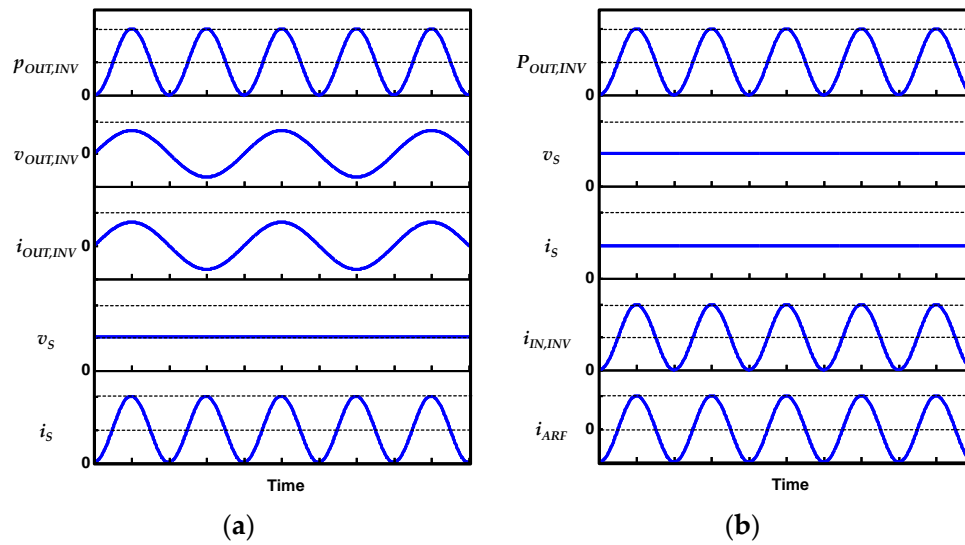 p_OUT,INV
0
v_OUT,INV
0
i_OUT,INV
0
v_S
0
i_S
0
Time
(a)
P_OUT,INV
0
v_S
0
i_S
0
i_IN,INV
0
i_ARF
0
Time
(b)